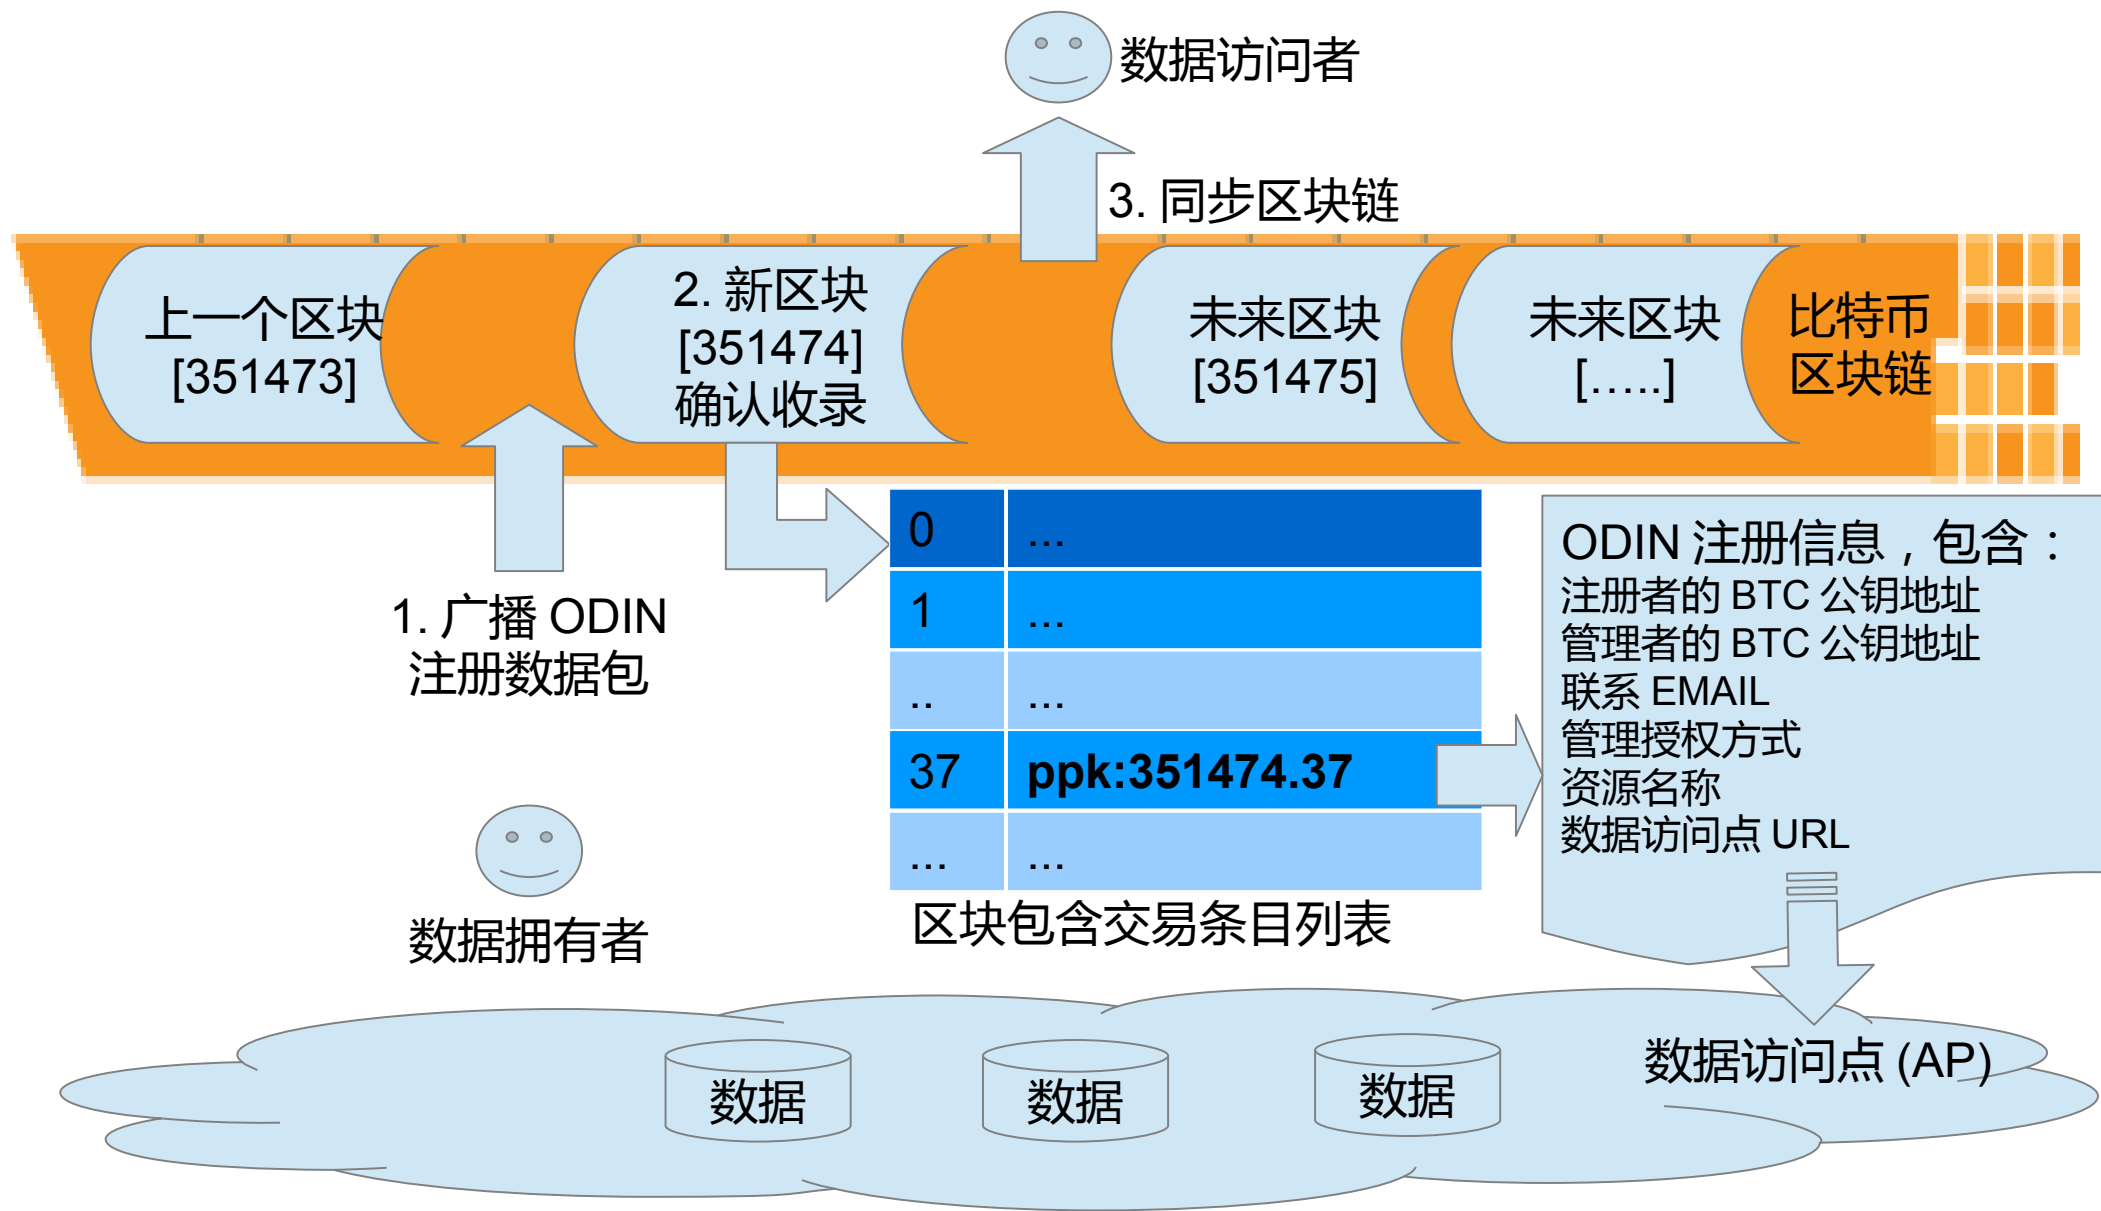 数据访问者
3. 同步区块链
上一个区块
[351473]
2. 新区块
[351474]
确认收录
未来区块
[351475]
未来区块
[…..]
比特币
区块链
1. 广播 ODIN
注册数据包
0 ...
1 ...
.. ...
37 ppk:351474.37
... ...
区块包含交易条目列表
ODIN 注册信息，包含：
注册者的 BTC 公钥地址
管理者的 BTC 公钥地址
联系 EMAIL
管理授权方式
资源名称
数据访问点 URL
数据拥有者
数据
数据
数据
数据访问点 (AP)